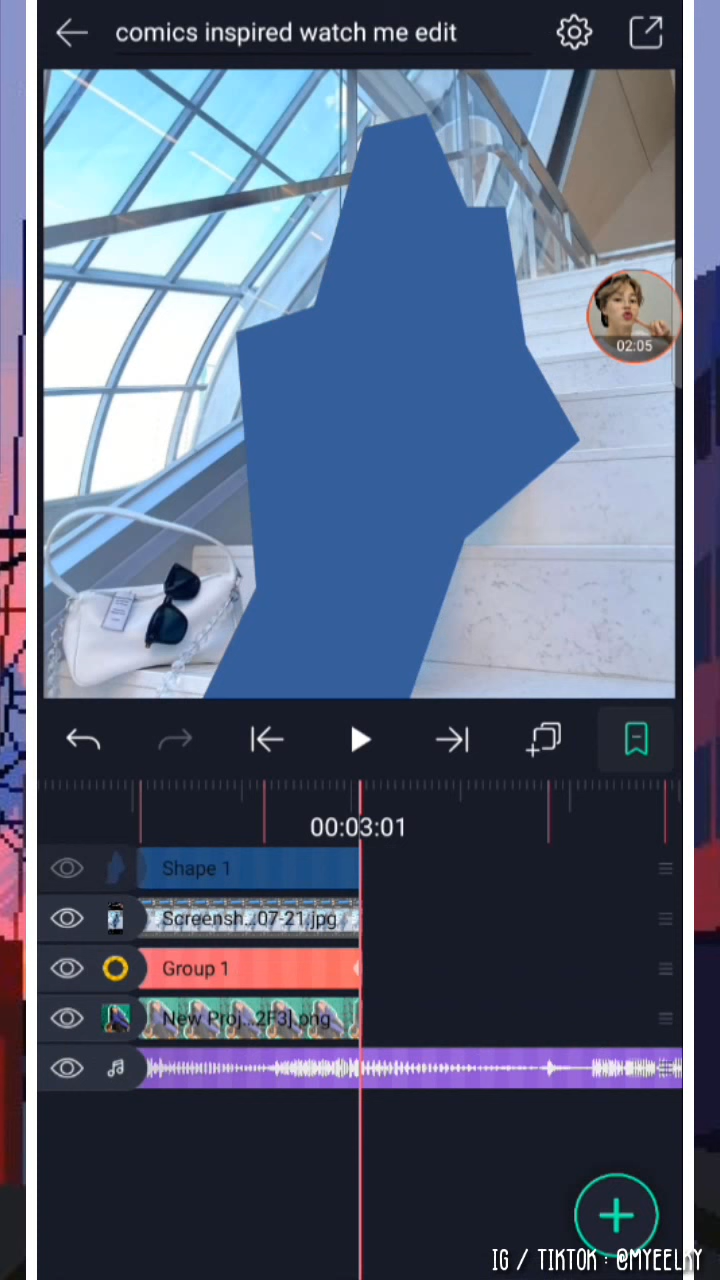 comics inspired watch me edit
02:05
00:03:01
Shape 1
Screensh...07-21.jpg
Group 1
New Proj...2F3].png
IG / TIKTOK : @MYEELKY